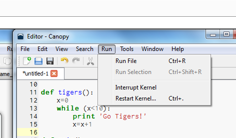 Editor - Canopy
File Edit View Search Run Tools Window Help
*untitled-1
Run File Ctrl+R
Run Selection Ctrl+Shift+R
Interrupt Kernel
Restart Kernel... Ctrl+.
10
11 def tigers():
12 x=0
13 while (x<10):
14 print 'Go Tigers!'
15 x=x+1
16